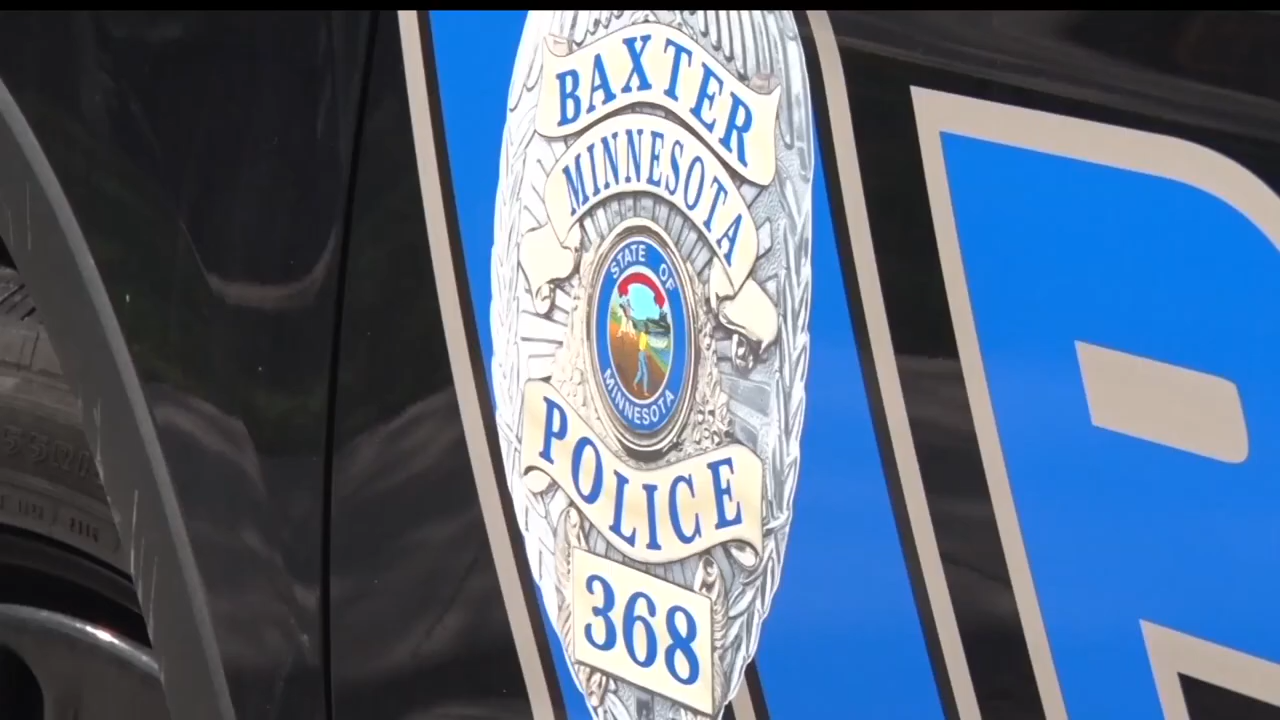 BAXTER
MINNESOTA
STATE OF
MINNESOTA
POLICE
368